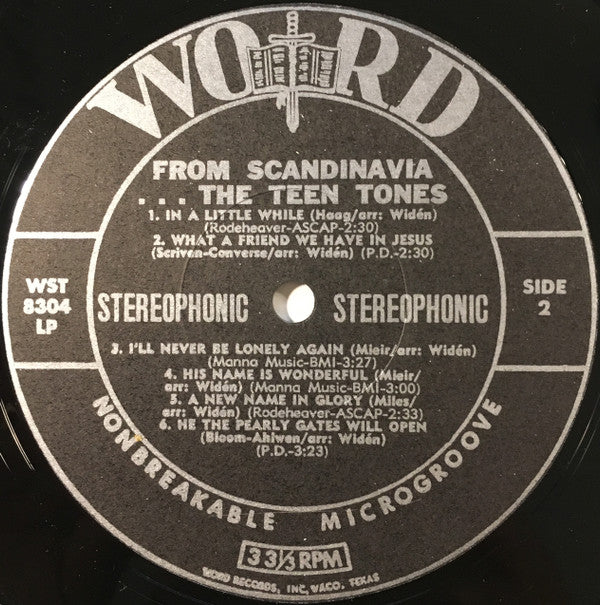 WORD
FROM SCANDINAVIA
. . . THE TEEN TONES
1. IN A LITTLE WHILE (Haag/arr: Widén)
(Rodeheaver-ASCAP-2:30)
2. WHAT A FRIEND WE HAVE IN JESUS
(Scriven-Converse/arr: Widén) (P.D.-2:30)
WST
8304
LP
STEREOPHONIC STEREOPHONIC
SIDE
2
3. I'LL NEVER BE LONELY AGAIN (Mieir/arr: Widén)
(Manna Music-BMI-3:27)
4. HIS NAME IS WONDERFUL (Mieir/
arr: Widén) (Manna Music-BMI-3:00)
5. A NEW NAME IN GLORY (Miles/
arr: Widén) (Rodeheaver-ASCAP-2:33)
6. HE THE PEARLY GATES WILL OPEN
(Bloom-Ahlwen/arr: Widén)
(P.D.-3:23)
NONBREAKABLE MICROGROOVE
33⅓ RPM
WORD RECORDS, INC, WACO, TEXAS